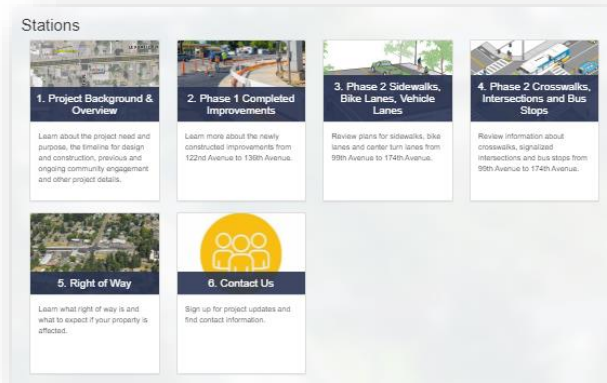 Stations
1. Project Background &
Overview
Learn about the project need and
purpose, the timeline for design
and construction, previous and
ongoing community engagement
and other project details.
2. Phase 1 Completed
Improvements
Learn more about the newly
constructed improvements from
122nd Avenue to 136th Avenue.
3. Phase 2 Sidewalks,
Bike Lanes, Vehicle
Lanes
Review plans for sidewalks, bike
lanes and center turn lanes from
99th Avenue to 174th Avenue.
4. Phase 2 Crosswalks,
Intersections and Bus
Stops
Review information about
crosswalks, signalized
intersections and bus stops from
99th Avenue to 174th Avenue.
5. Right of Way
Learn what right of way is and
what to expect if your property is
affected.
6. Contact Us
Sign up for project updates and
find contact information.